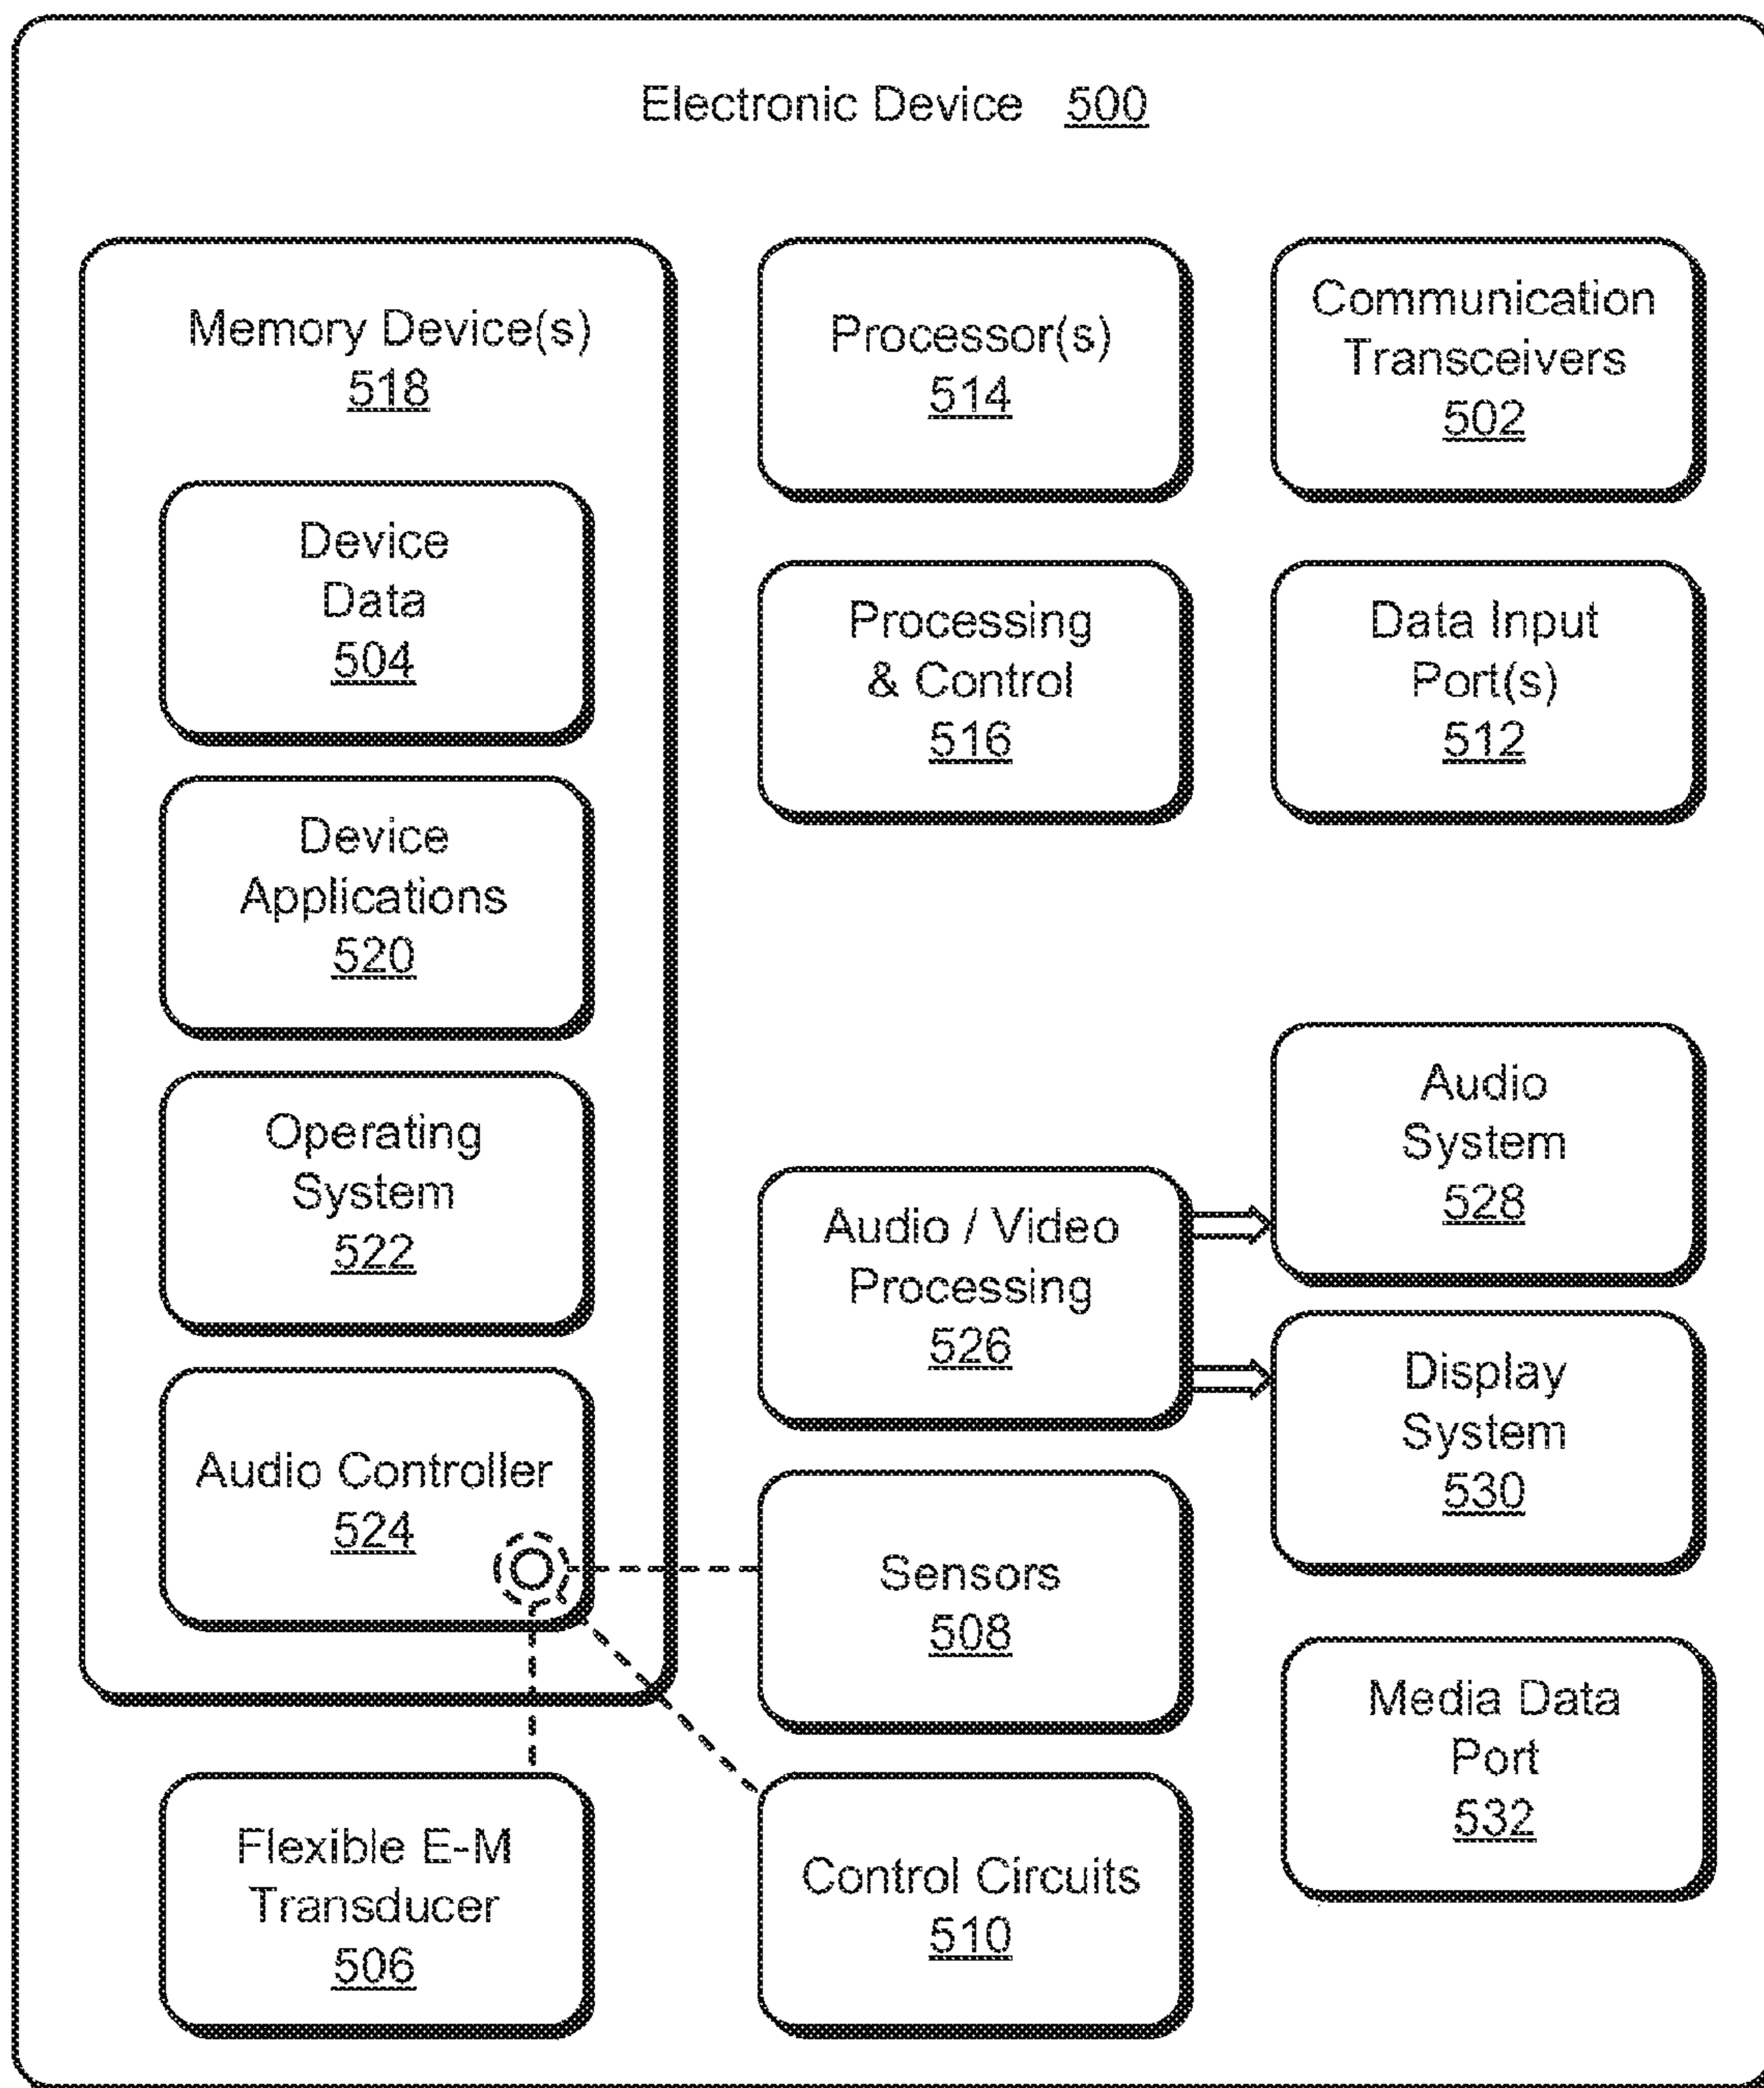 Electronic Device 500
Memory Device(s)
518
Device
Data
504
Device
Applications
520
Operating
System
522
Audio Controller
524
Flexible E-M
Transducer
506
Processor(s)
514
Processing
& Control
516
Audio / Video
Processing
526
Sensors
508
Control Circuits
510
Communication
Transceivers
502
Data Input
Port(s)
512
Audio
System
528
Display
System
530
Media Data
Port
532